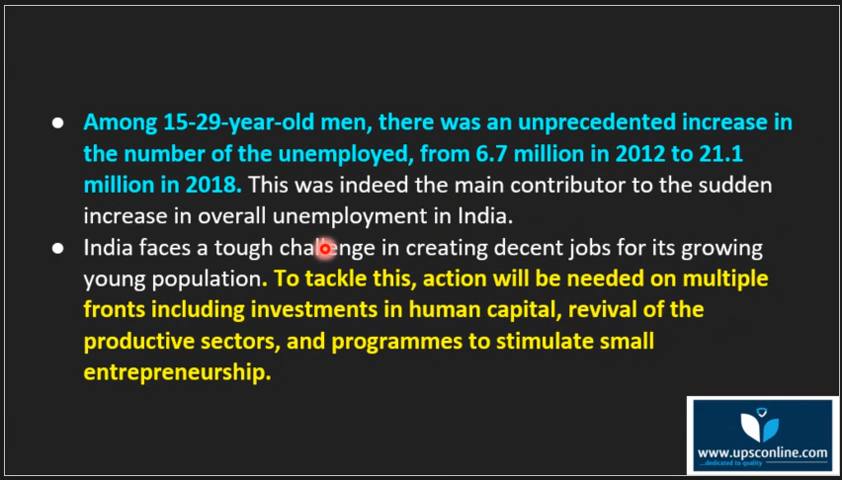 ● Among 15-29-year-old men, there was an unprecedented increase in
the number of the unemployed, from 6.7 million in 2012 to 21.1
million in 2018. This was indeed the main contributor to the sudden
increase in overall unemployment in India.
● India faces a tough challenge in creating decent jobs for its growing
young population. To tackle this, action will be needed on multiple
fronts including investments in human capital, revival of the
productive sectors, and programmes to stimulate small
entrepreneurship.
www.upsconline.com
...dedicated to quality